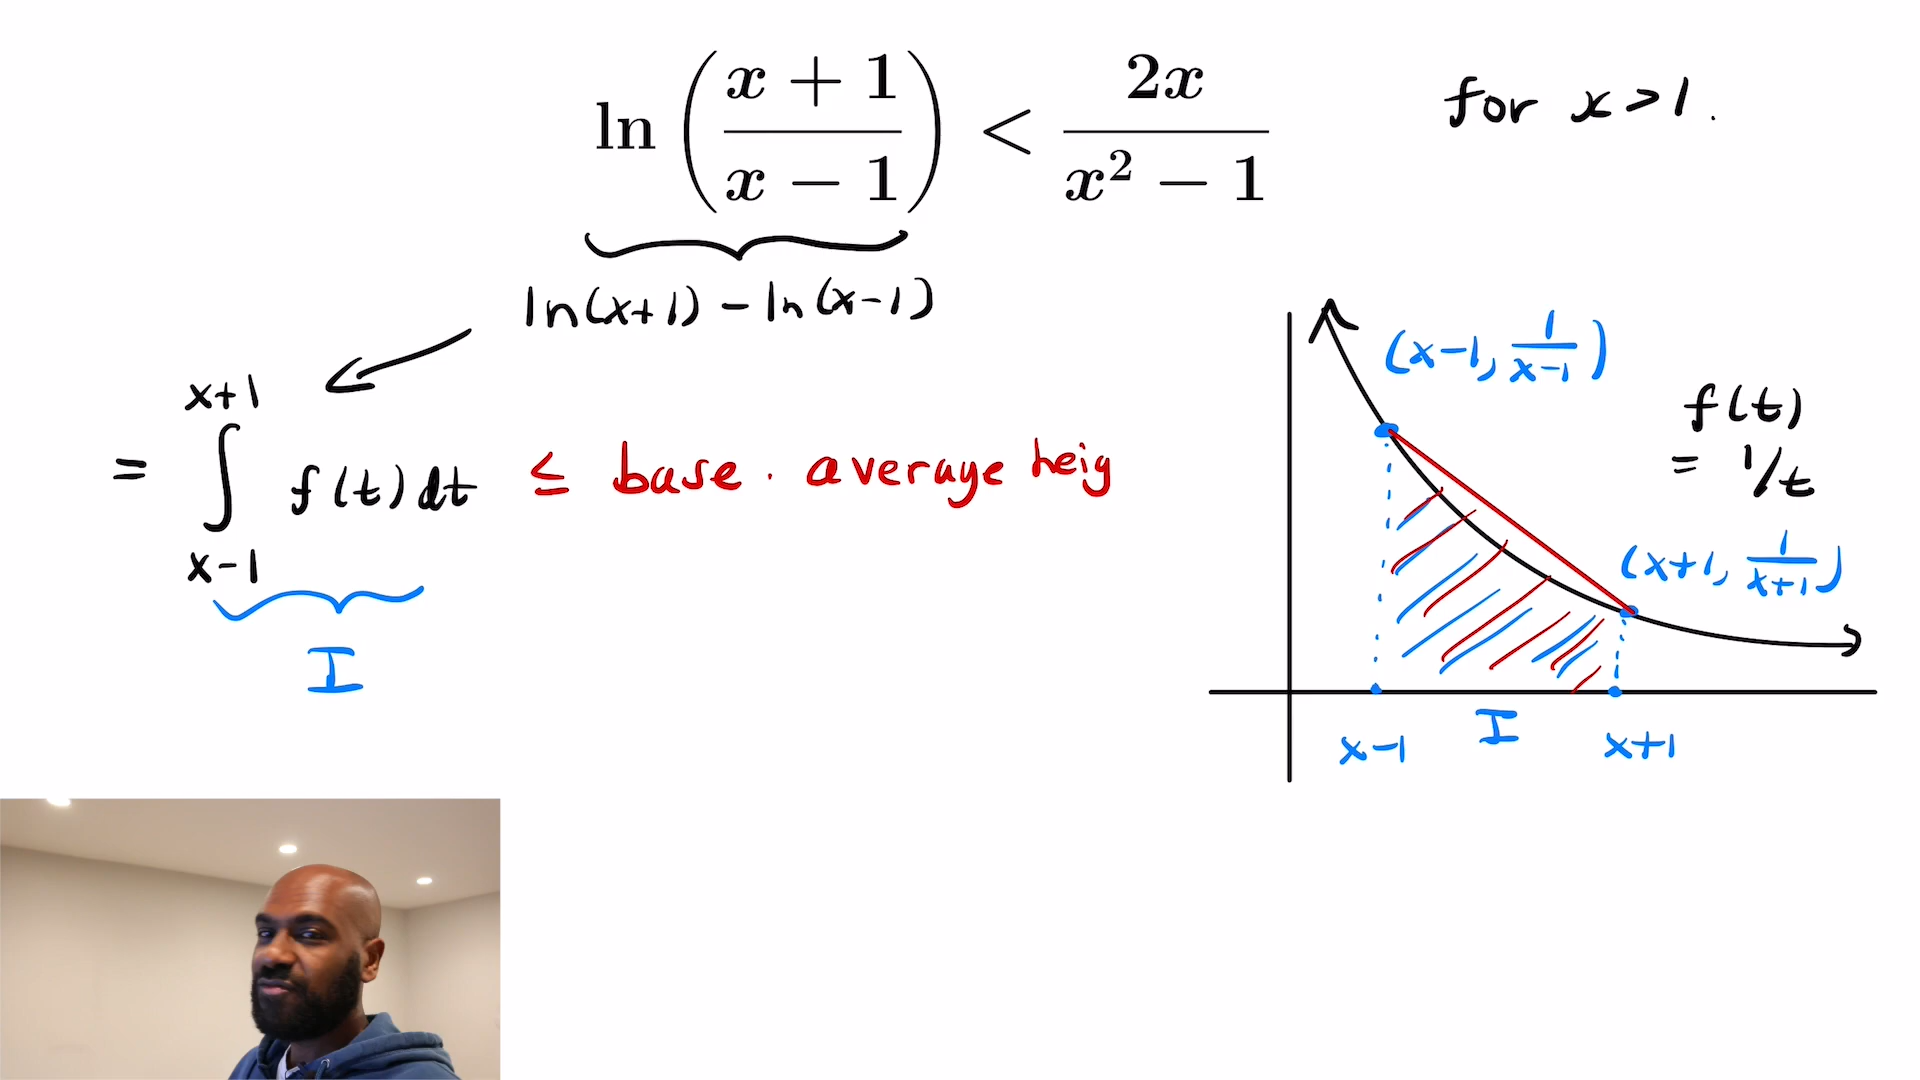 ln((x + 1)/(x − 1)) < 2x/(x² − 1) for x > 1.
ln(x+1) − ln(x−1)
x+1
= ∫ f(t) dt ≤ base · average heig
x−1
I
(x−1, 1/(x−1))
f(t)
= 1/t
(x+1, 1/(x+1))
x−1 I x+1